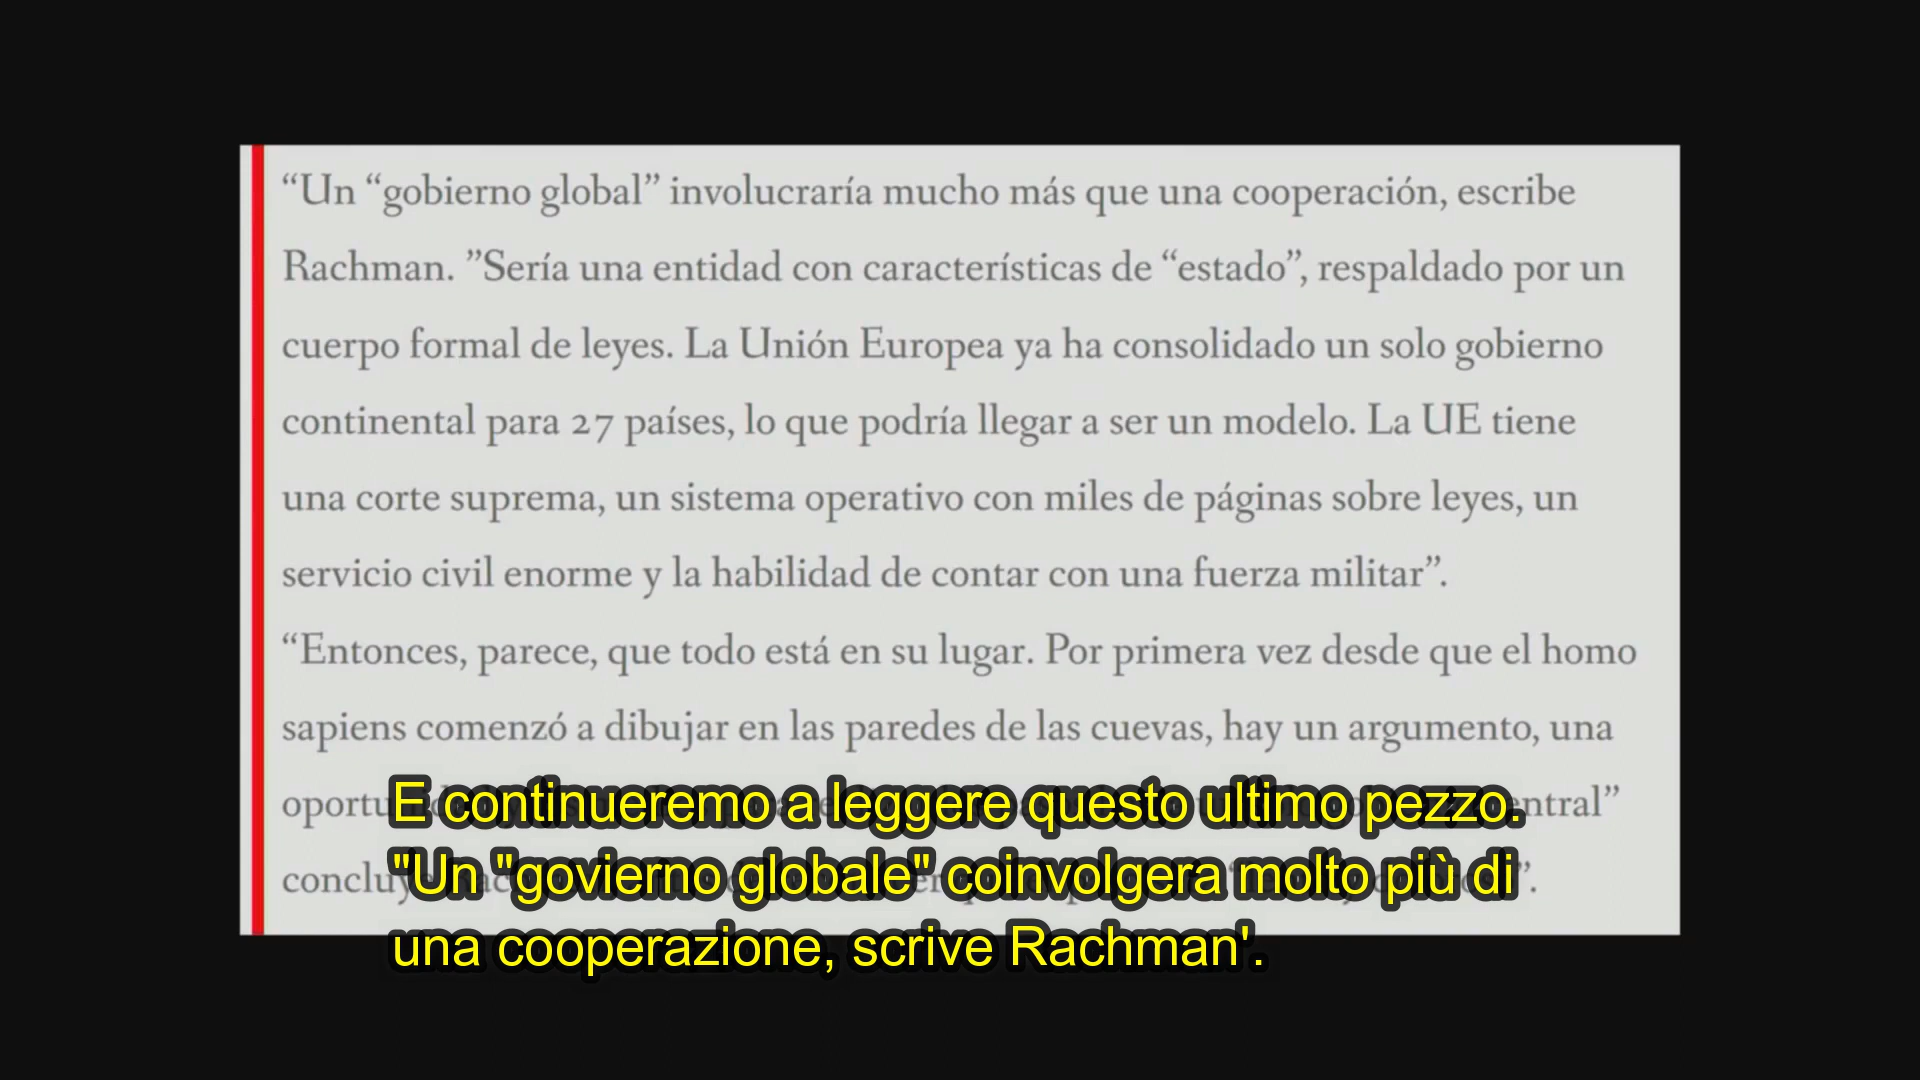 “Un “gobierno global” involucraría mucho más que una cooperación, escribe
Rachman. ”Sería una entidad con características de “estado”, respaldado por un
cuerpo formal de leyes. La Unión Europea ya ha consolidado un solo gobierno
continental para 27 países, lo que podría llegar a ser un modelo. La UE tiene
una corte suprema, un sistema operativo con miles de páginas sobre leyes, un
servicio civil enorme y la habilidad de contar con una fuerza militar”.
“Entonces, parece, que todo está en su lugar. Por primera vez desde que el homo
sapiens comenzó a dibujar en las paredes de las cuevas, hay un argumento, una
E continueremo a leggere questo ultimo pezzo.
"Un "govierno globale" coinvolgera molto più di
una cooperazione, scrive Rachman'.